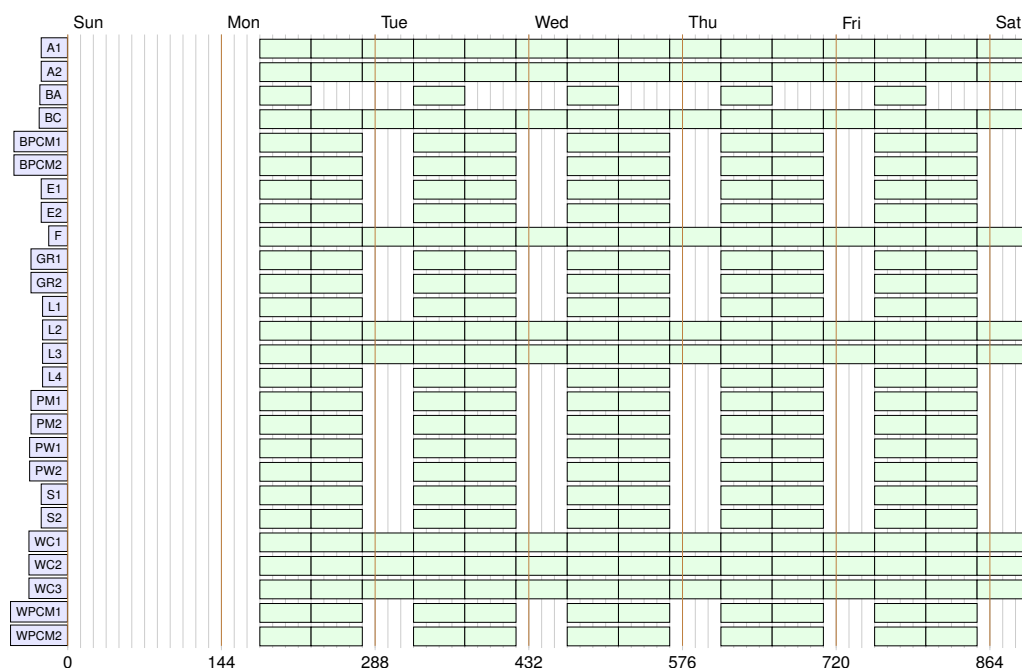 Sun Mon Tue Wed Thu Fri Sat
A1
A2
BA
BC
BPCM1
BPCM2
E1
E2
F
GR1
GR2
L1
L2
L3
L4
PM1
PM2
PW1
PW2
S1
S2
WC1
WC2
WC3
WPCM1
WPCM2
0 144 288 432 576 720 864